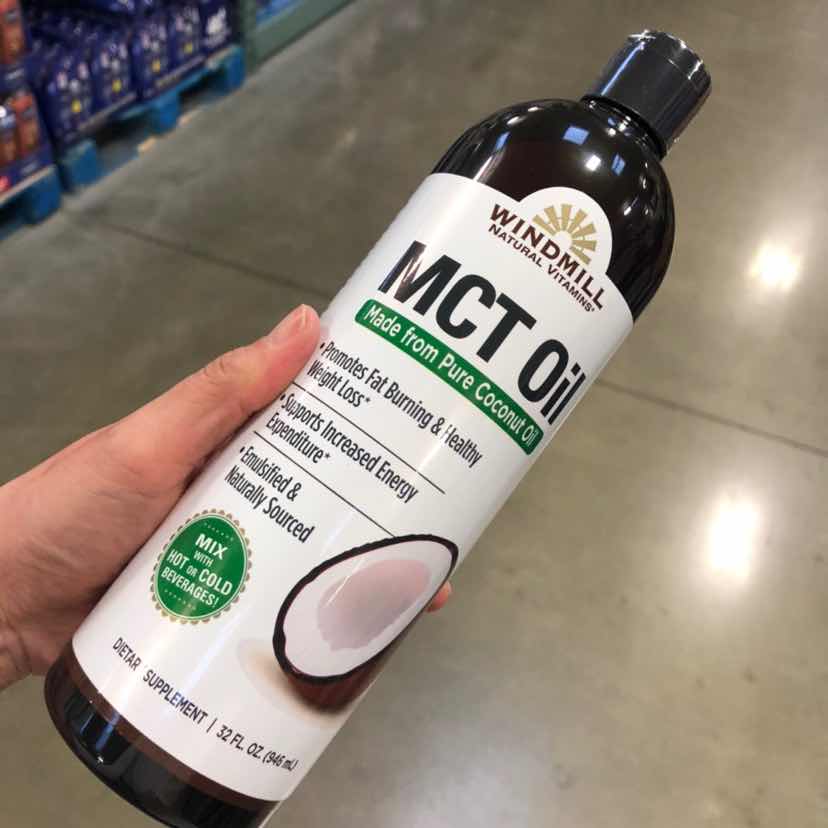 WINDMILL
NATURAL VITAMINS®
MCT Oil
Made from Pure Coconut Oil
• Promotes Fat Burning & Healthy
Weight Loss*
• Supports Increased Energy
Expenditure*
• Emulsified &
Naturally Sourced
MIX
WITH
HOT OR COLD
BEVERAGES!
DIETARY SUPPLEMENT | 32 FL. OZ. (946 mL)